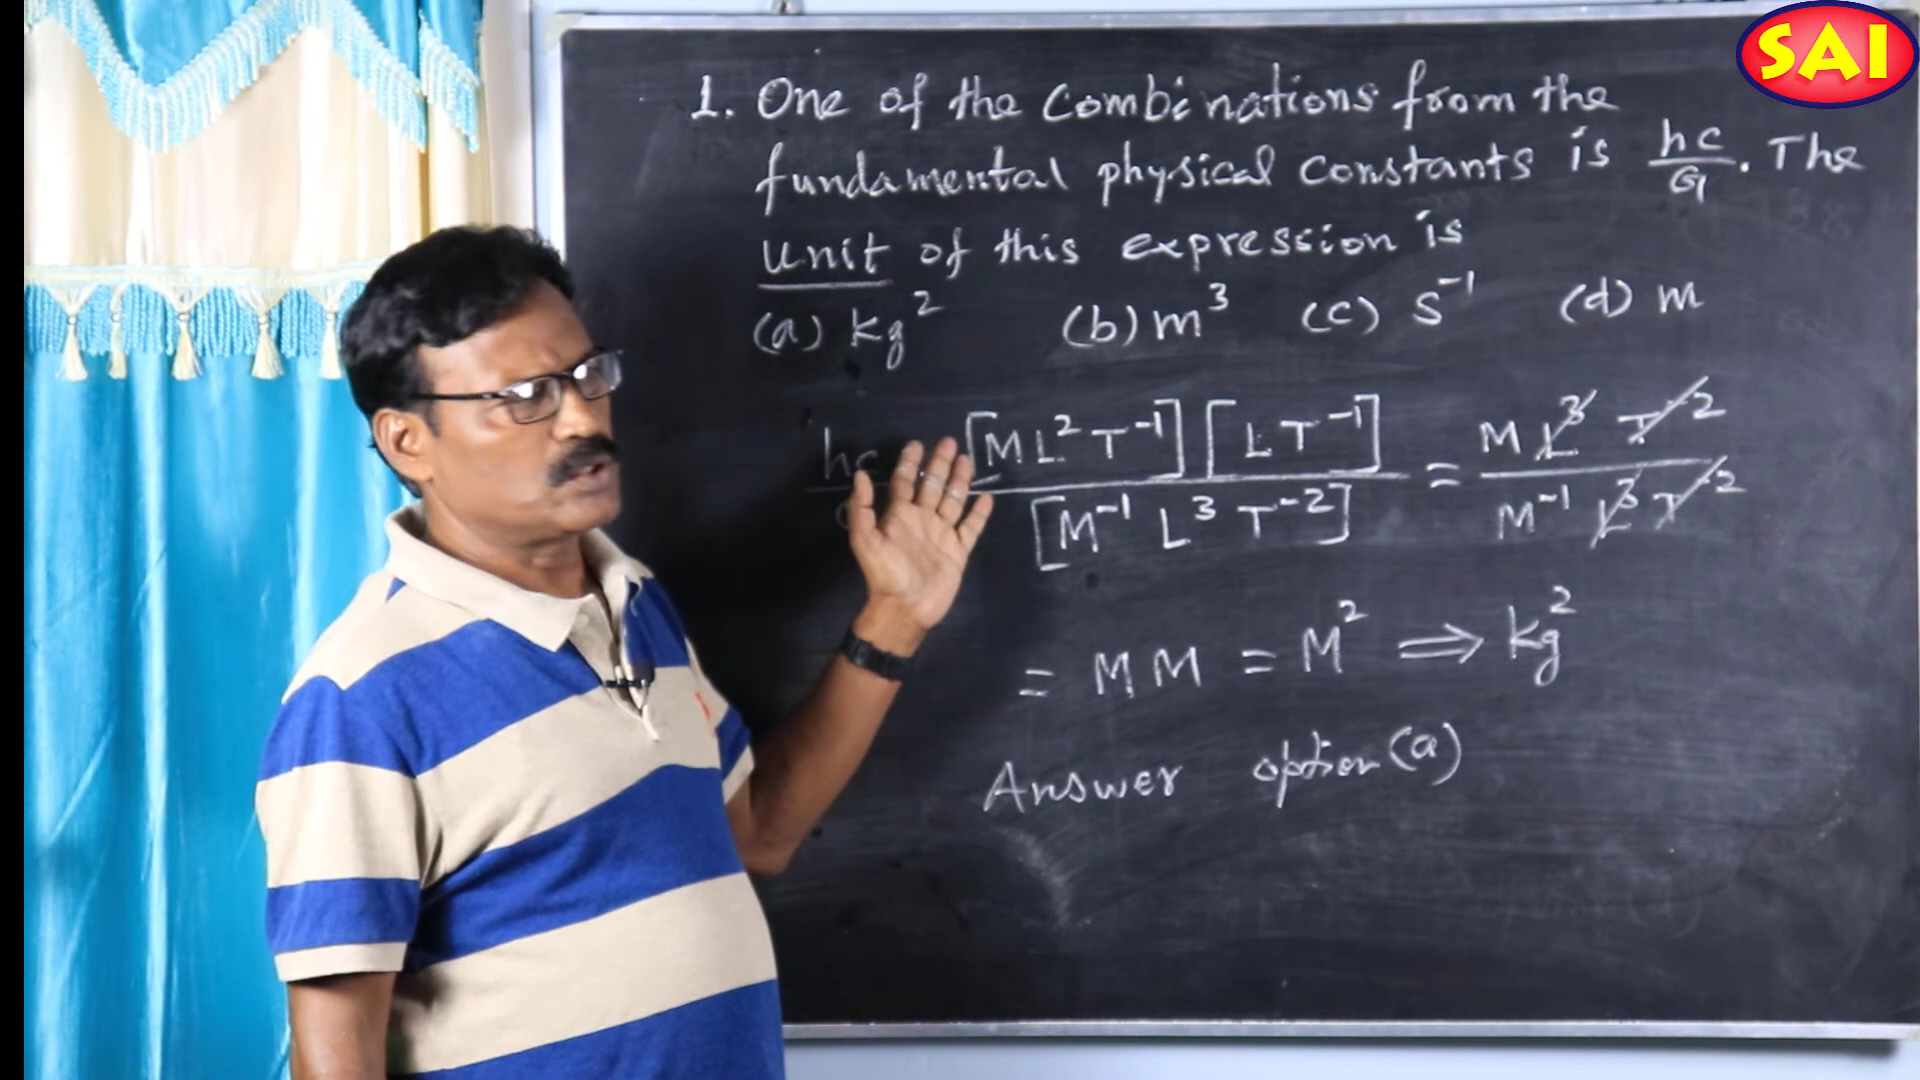 SAI
1. One of the combinations from the
fundamental physical constants is hc/G. The
unit of this expression is
(a) kg² (b) m³ (c) S⁻¹ (d) m
hc [ML²T⁻¹] [LT⁻¹] / [M⁻¹ L³ T⁻²] = M L³ T⁻² / M⁻¹ L³ T⁻²
= MM = M² ⇒ kg²
Answer option (a)